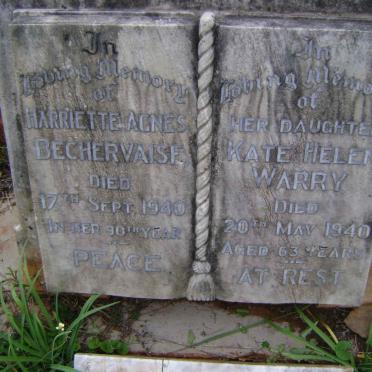 In
Loving Memory
of
HARRIETTE AGNES
BECHERVAISE,
DIED
17TH SEPT. 1940
IN HER 90TH YEAR
PEACE
In
Loving Memory
of
HER DAUGHTER
KATE HELEN
WARRY
DIED
20TH MAY 1940
AGED 63 YEARS
AT REST